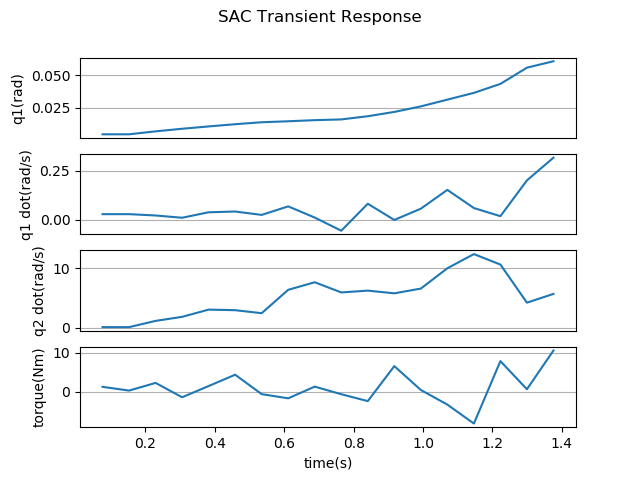 SAC Transient Response
0.050
0.025
q1(rad)
0.25
0.00
q1 dot(rad/s)
10
0
q2 dot(rad/s)
10
0
torque(Nm)
0.2 0.4 0.6 0.8 1.0 1.2 1.4
time(s)